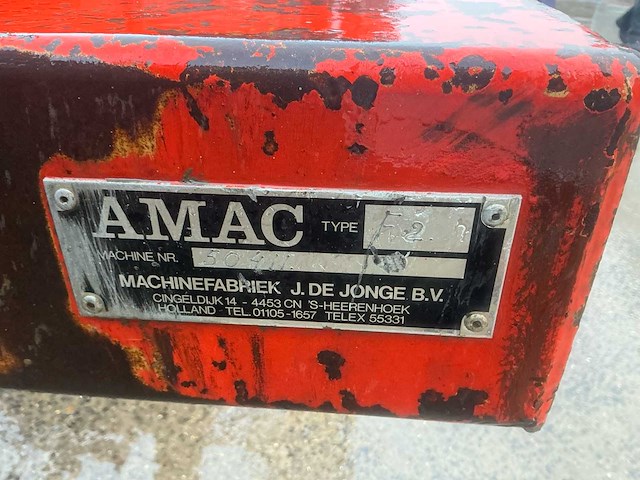 AMAC TYPE
MACHINE NR.
MACHINEFABRIEK J. DE JONGE B.V.
CINGELDIJK 14 - 4453 CN 'S-HEERENHOEK
HOLLAND - TEL. 01105-1657 TELEX 55331